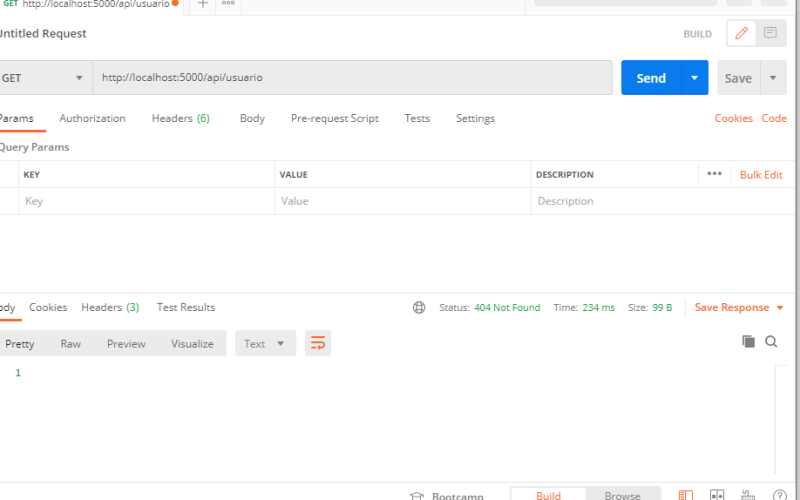 GET http://localhost:5000/api/usuario
Untitled Request
BUILD
GET http://localhost:5000/api/usuario Send Save
Params Authorization Headers (6) Body Pre-request Script Tests Settings Cookies Code
Query Params
KEY VALUE DESCRIPTION Bulk Edit
Key Value Description
Body Cookies Headers (3) Test Results Status: 404 Not Found Time: 234 ms Size: 99 B Save Response
Pretty Raw Preview Visualize Text
1
Bootcamp Build Browse